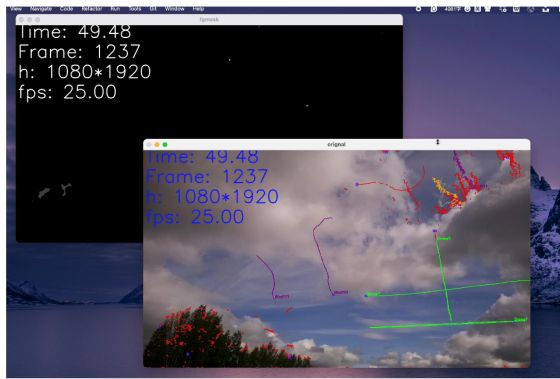 View Navigate Code Refactor Run Tools Git Window Help
fgmask
Time: 49.48
Frame: 1237
h: 1080*1920
fps: 25.00
orignal
Time: 49.48
Frame: 1237
h: 1080*1920
fps: 25.00